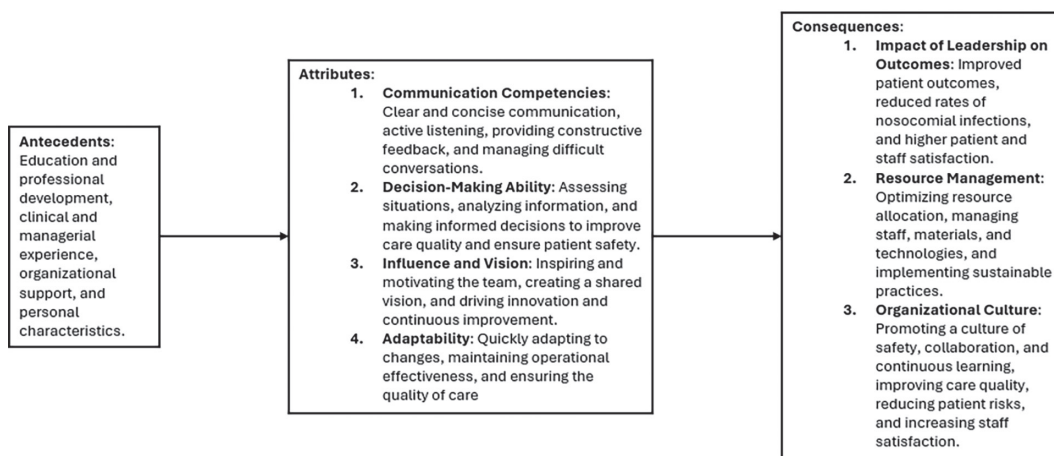 Antecedents:
Education and
professional
development,
clinical and
managerial
experience,
organizational
support, and
personal
characteristics.
Attributes:
1. Communication Competencies:
Clear and concise communication,
active listening, providing constructive
feedback, and managing difficult
conversations.
2. Decision-Making Ability: Assessing
situations, analyzing information, and
making informed decisions to improve
care quality and ensure patient safety.
3. Influence and Vision: Inspiring and
motivating the team, creating a shared
vision, and driving innovation and
continuous improvement.
4. Adaptability: Quickly adapting to
changes, maintaining operational
effectiveness, and ensuring the
quality of care
Consequences:
1. Impact of Leadership on
Outcomes: Improved
patient outcomes,
reduced rates of
nosocomial infections,
and higher patient and
staff satisfaction.
2. Resource Management:
Optimizing resource
allocation, managing
staff, materials, and
technologies, and
implementing sustainable
practices.
3. Organizational Culture:
Promoting a culture of
safety, collaboration, and
continuous learning,
improving care quality,
reducing patient risks,
and increasing staff
satisfaction.